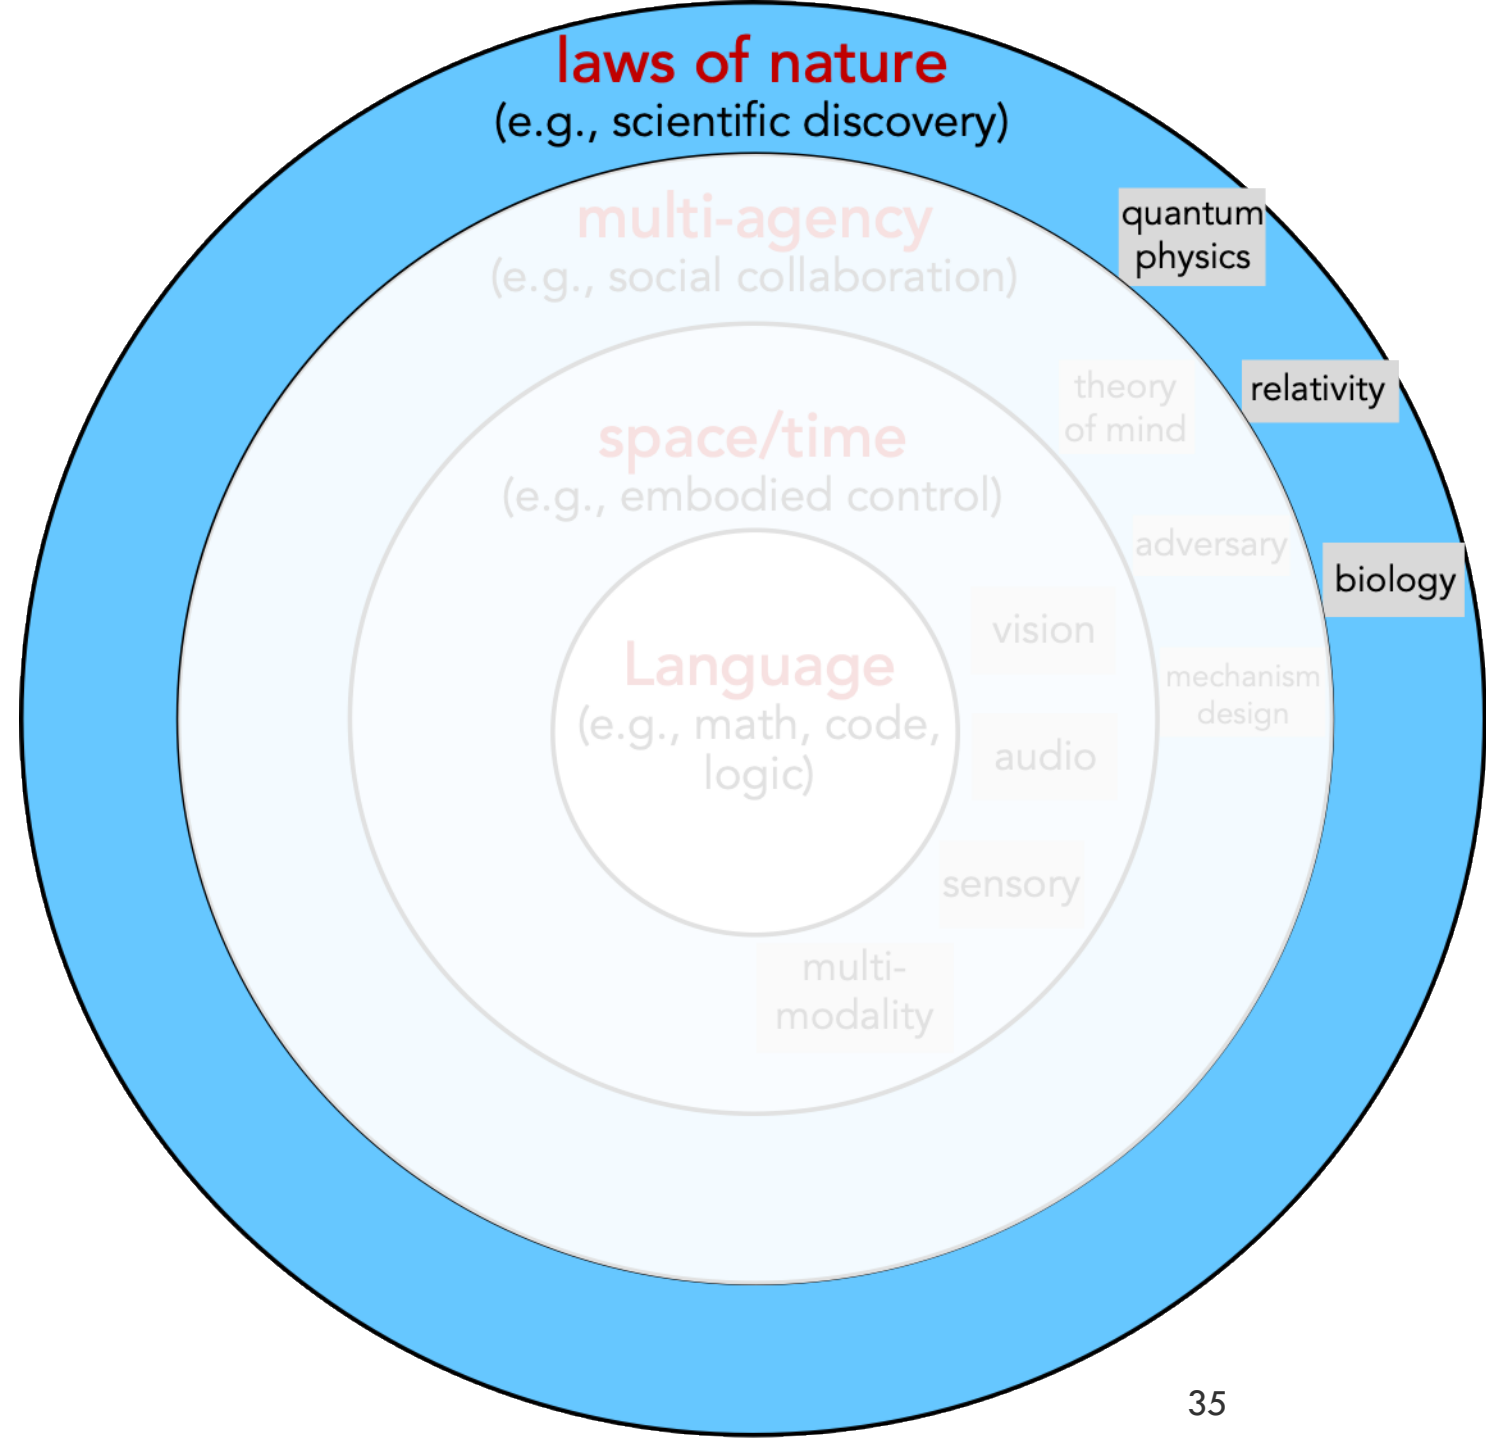 laws of nature
(e.g., scientific discovery)
multi-agency
(e.g., social collaboration)
space/time
(e.g., embodied control)
Language
(e.g., math, code,
logic)
quantum
physics
relativity
biology
theory
of mind
adversary
mechanism
design
vision
audio
sensory
multi-
modality
35